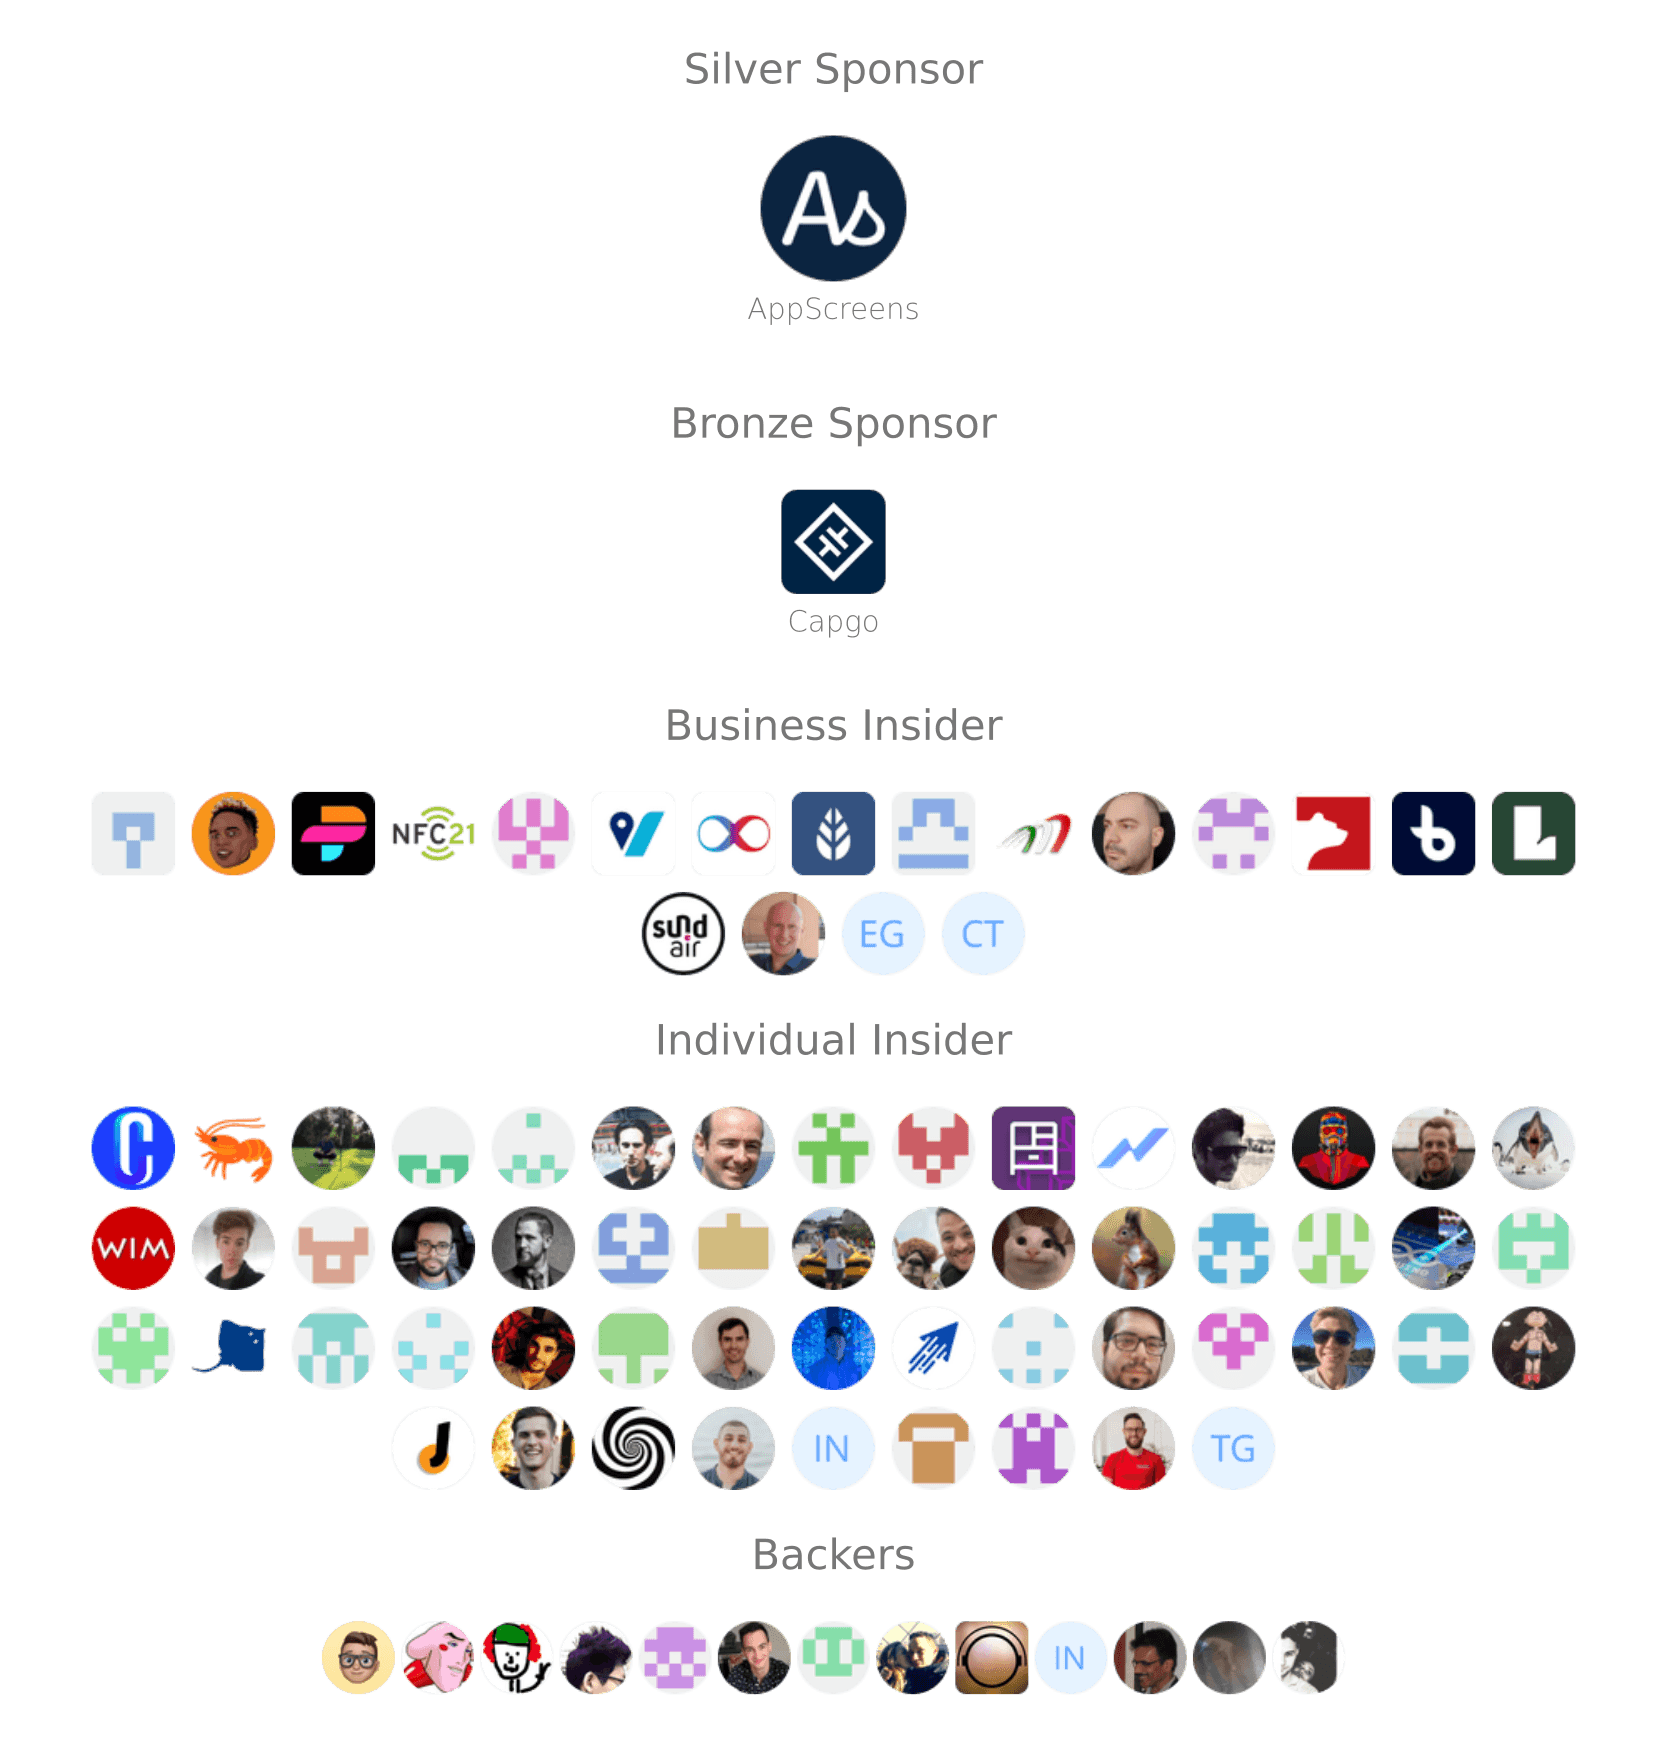 Silver Sponsor
As
AppScreens
Bronze Sponsor
Capgo
Business Insider
NFC21
sund
air
EG
CT
Individual Insider
WIM
IN
TG
Backers
IN